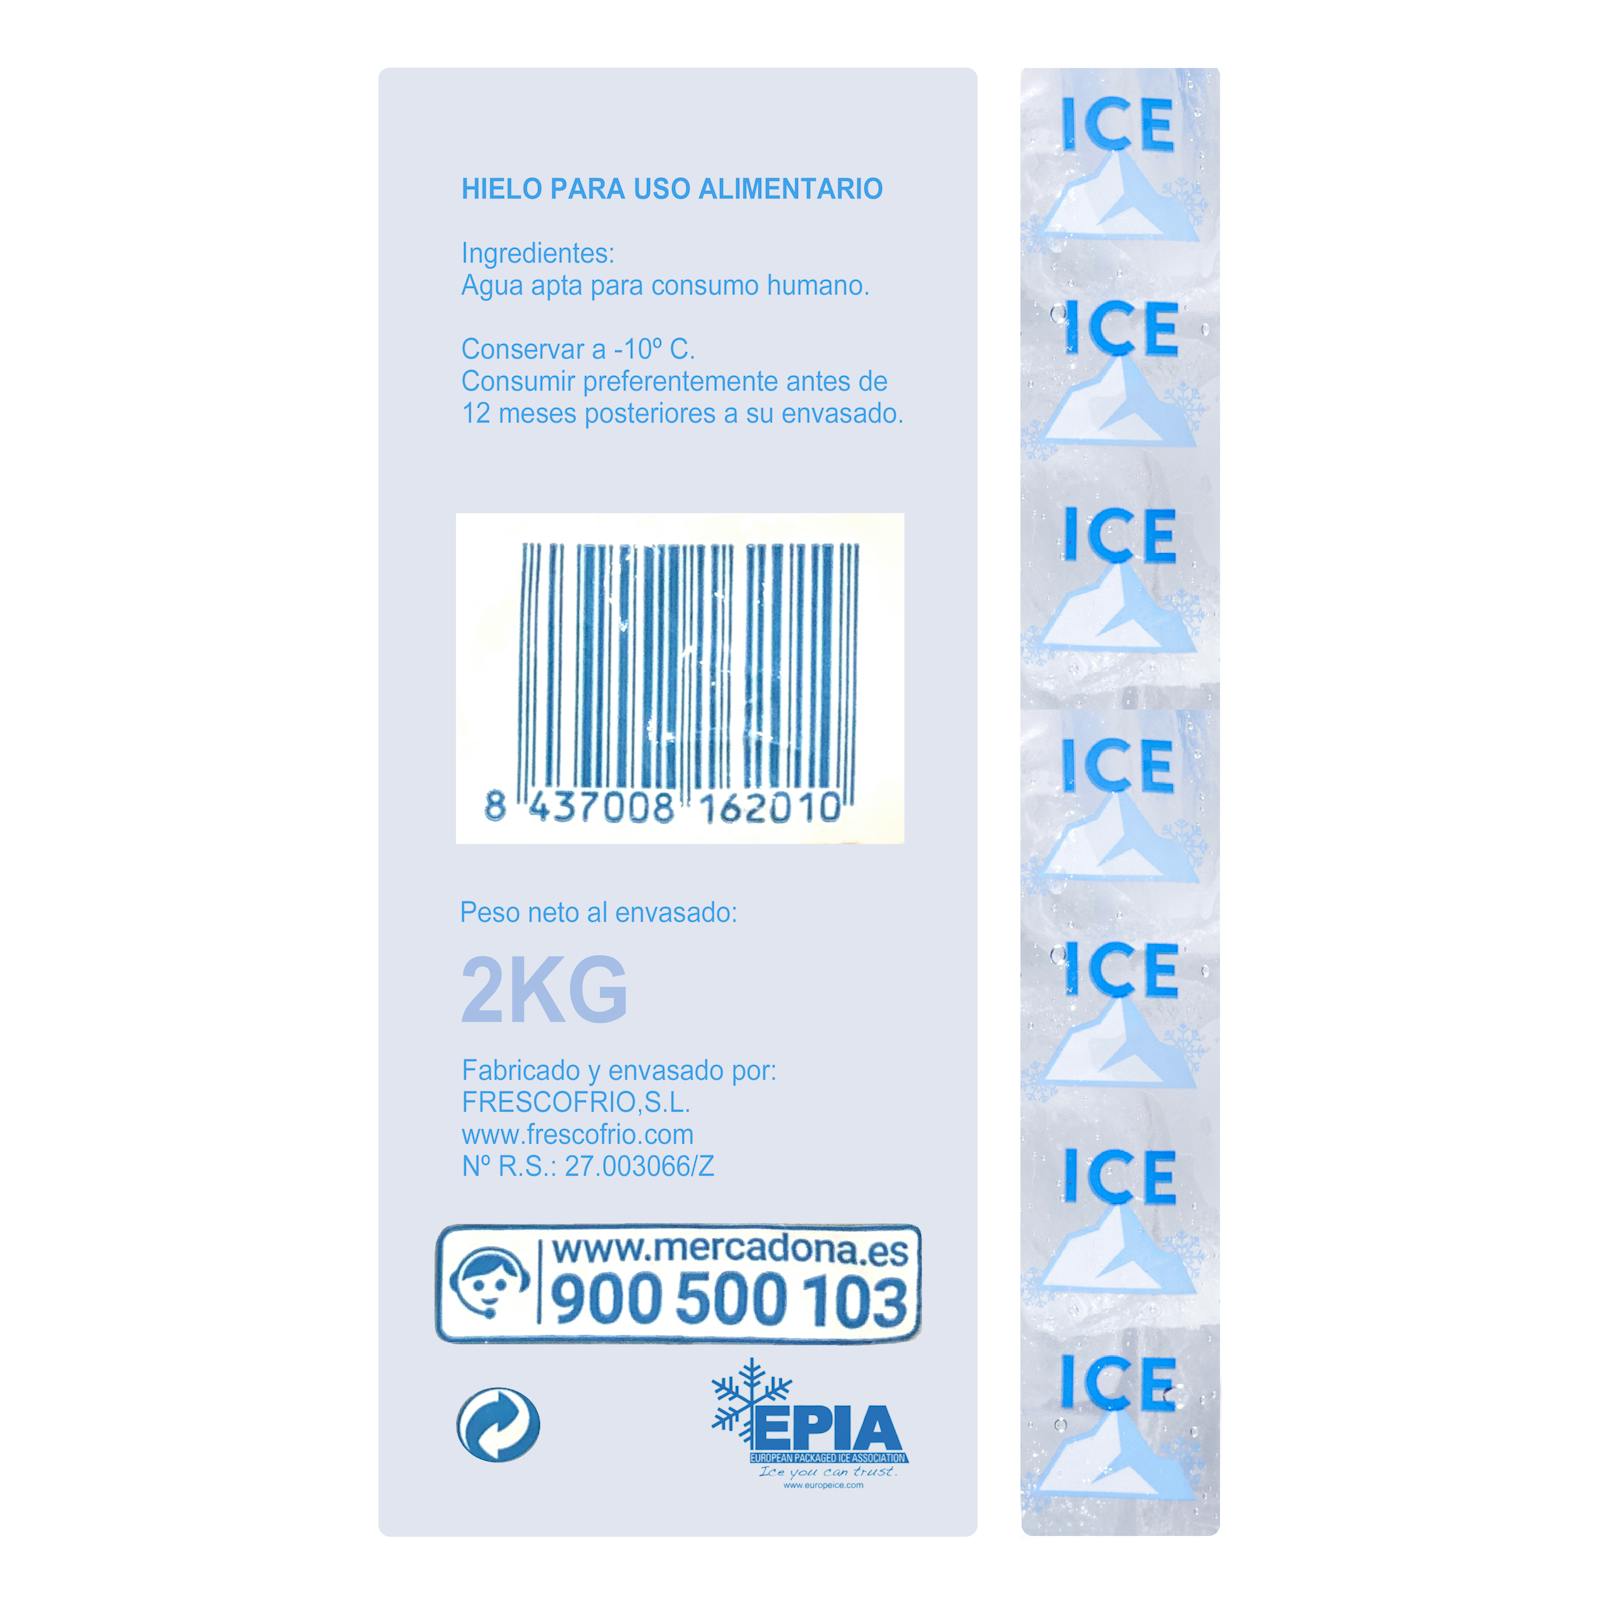 HIELO PARA USO ALIMENTARIO
Ingredientes:
Agua apta para consumo humano.
Conservar a -10º C.
Consumir preferentemente antes de
12 meses posteriores a su envasado.
8 437008 162010
Peso neto al envasado:
2KG
Fabricado y envasado por:
FRESCOFRIO,S.L.
www.frescofrio.com
Nº R.S.: 27.003066/Z
www.mercadona.es
900 500 103
EPIA
EUROPEAN PACKAGED ICE ASSOCIATION
Ice you can trust.
www.europeice.com
ICE
ICE
ICE
ICE
ICE
ICE
ICE